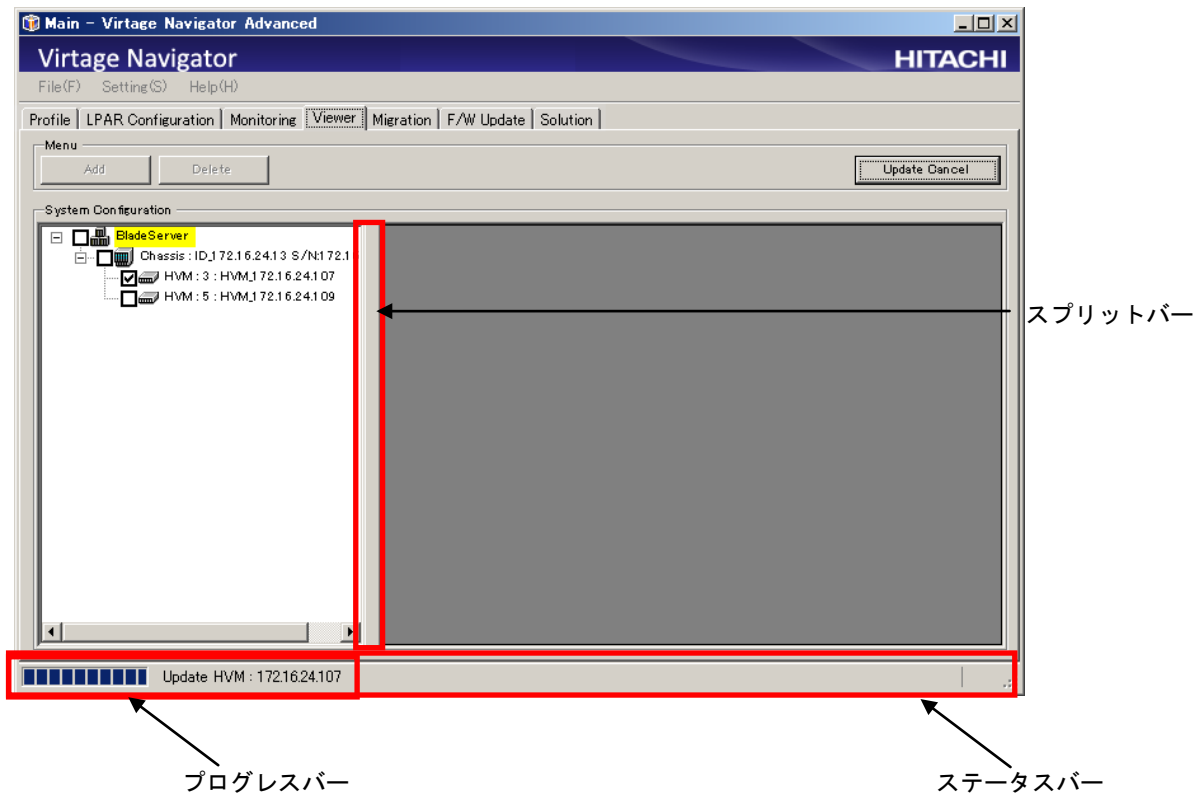 Main - Virtage Navigator Advanced
Virtage Navigator
HITACHI
File(F) Setting(S) Help(H)
Profile LPAR Configuration Monitoring Viewer Migration F/W Update Solution
Menu
Add Delete Update Cancel
System Configuration
BladeServer
Chassis : ID_172.16.24.13 S/N:172.1
HVM : 3 : HVM_172.16.24.107
HVM : 5 : HVM_172.16.24.109
スプリットバー
Update HVM : 172.16.24.107
プログレスバー
ステータスバー